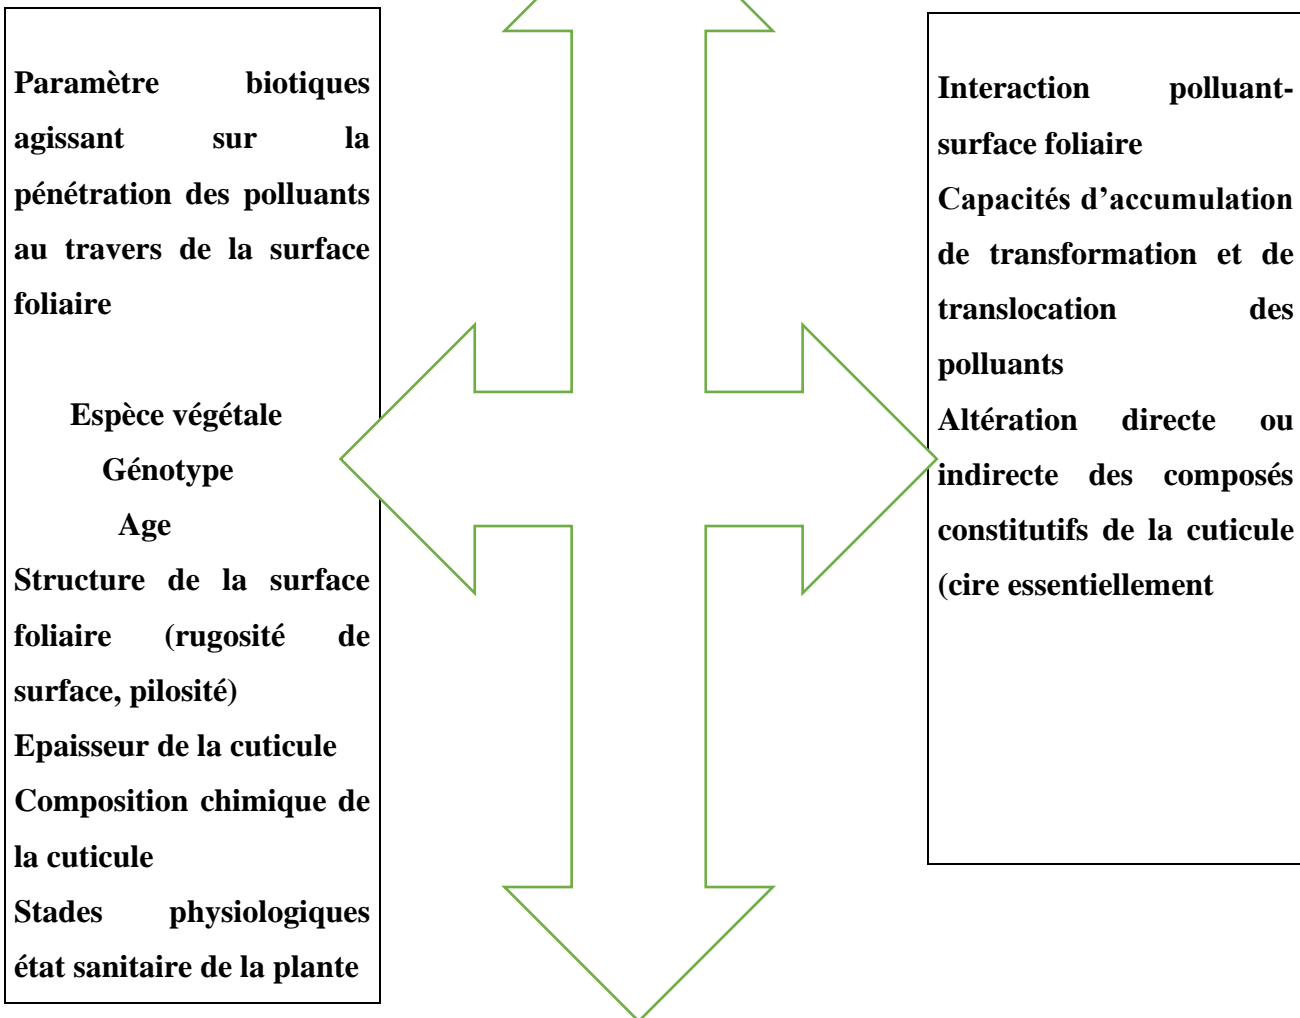 Paramètre biotiques
agissant sur la
pénétration des polluants
au travers de la surface
foliaire
Espèce végétale
Génotype
Age
Structure de la surface
foliaire (rugosité de
surface, pilosité)
Epaisseur de la cuticule
Composition chimique de
la cuticule
Stades physiologiques
état sanitaire de la plante
Interaction polluant-
surface foliaire
Capacités d’accumulation
de transformation et de
translocation des
polluants
Altération directe ou
indirecte des composés
constitutifs de la cuticule
(cire essentiellement